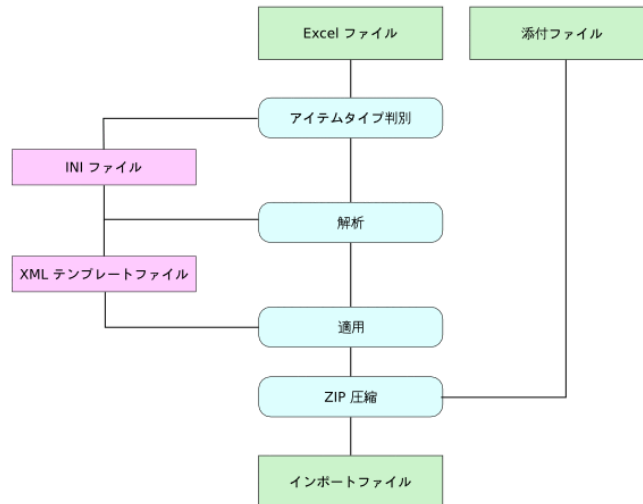 Excel ファイル
添付ファイル
アイテムタイプ判別
INI ファイル
解析
XML テンプレートファイル
適用
ZIP 圧縮
インポートファイル